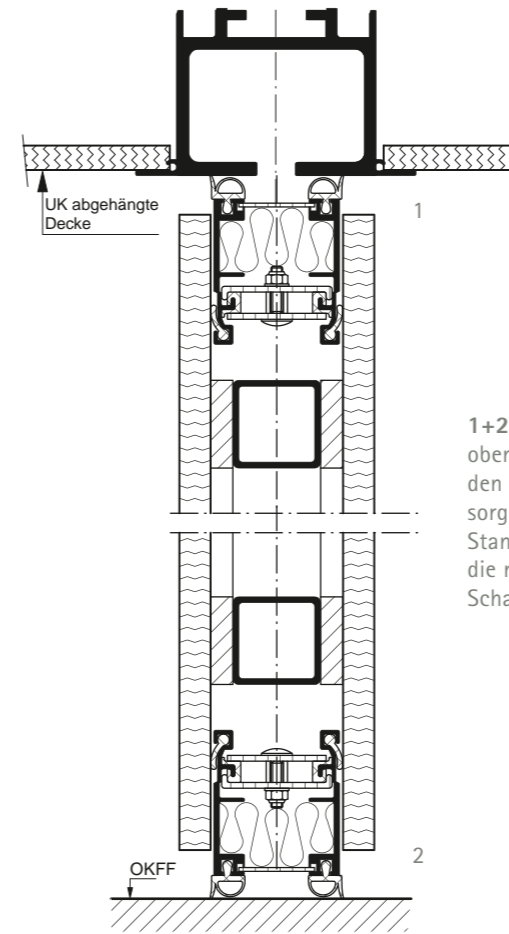 UK abgehängte
Decke
1
1+2
ober
den
sorg
Stan
die r
Scha
OKFF
2